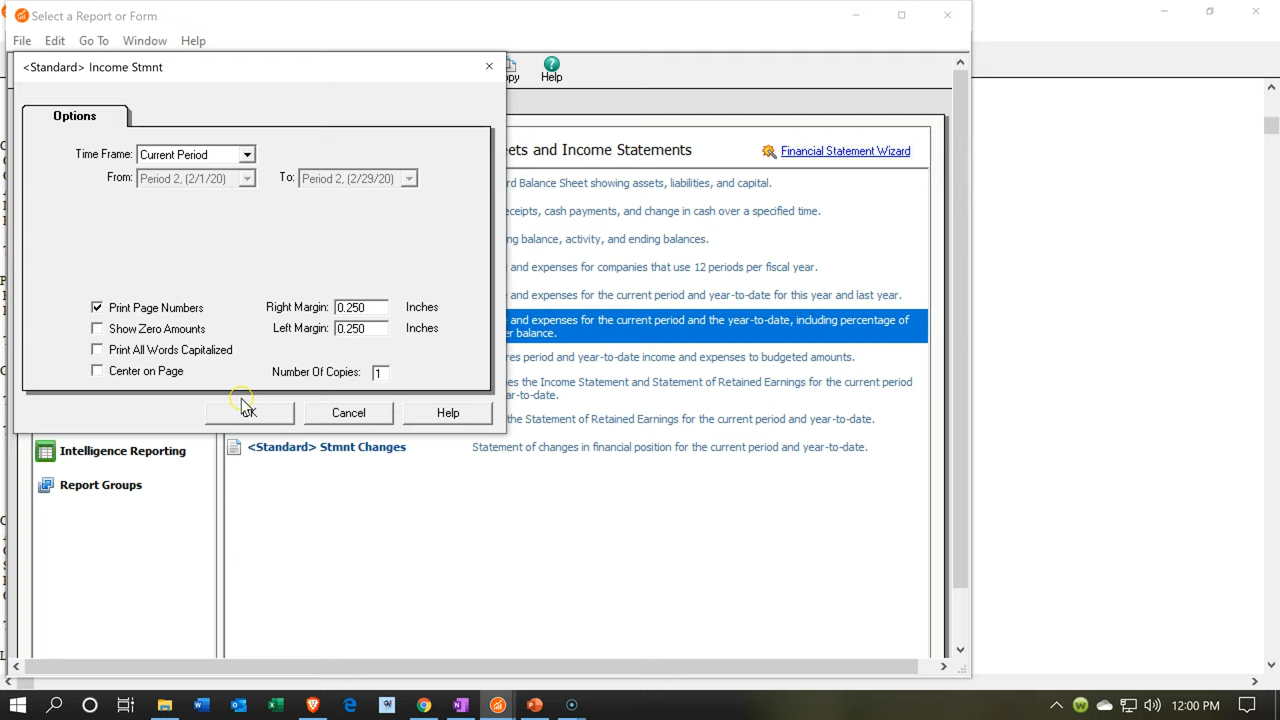 Select a Report or Form
File Edit Go To Window Help
<Standard> Income Stmnt
Help
Options
Time Frame: Current Period
From: Period 2, (2/1/20) To: Period 2, (2/29/20)
Print Page Numbers Right Margin: 0.250 Inches
Show Zero Amounts Left Margin: 0.250 Inches
Print All Words Capitalized
Center on Page Number Of Copies: 1
OK Cancel Help
ets and Income Statements Financial Statement Wizard
rd Balance Sheet showing assets, liabilities, and capital.
eceipts, cash payments, and change in cash over a specified time.
ng balance, activity, and ending balances.
e and expenses for companies that use 12 periods per fiscal year.
e and expenses for the current period and year-to-date for this year and last year.
e and expenses for the current period and the year-to-date, including percentage of
er balance.
res period and year-to-date income and expenses to budgeted amounts.
es the Income Statement and Statement of Retained Earnings for the current period
ar-to-date.
the Statement of Retained Earnings for the current period and year-to-date.
<Standard> Stmnt Changes Statement of changes in financial position for the current period and year-to-date.
Intelligence Reporting
Report Groups
12:00 PM